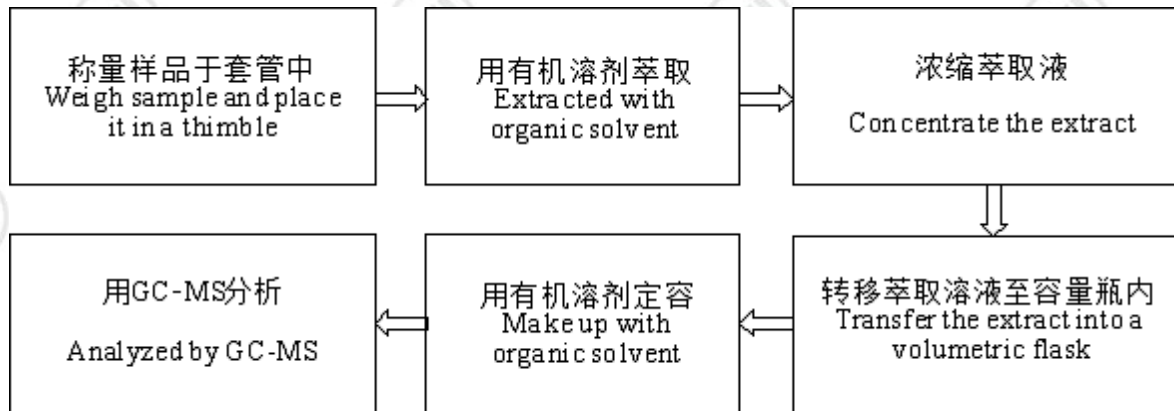 称量样品于套管中
Weigh sample and place
it in a thimble
用有机溶剂萃取
Extracted with
organic solvent
浓缩萃取液
Concentrate the extract
转移萃取溶液至容量瓶内
Transfer the extract into a
volumetric flask
用有机溶剂定容
Make up with
organic solvent
用GC-MS分析
Analyzed by GC-MS